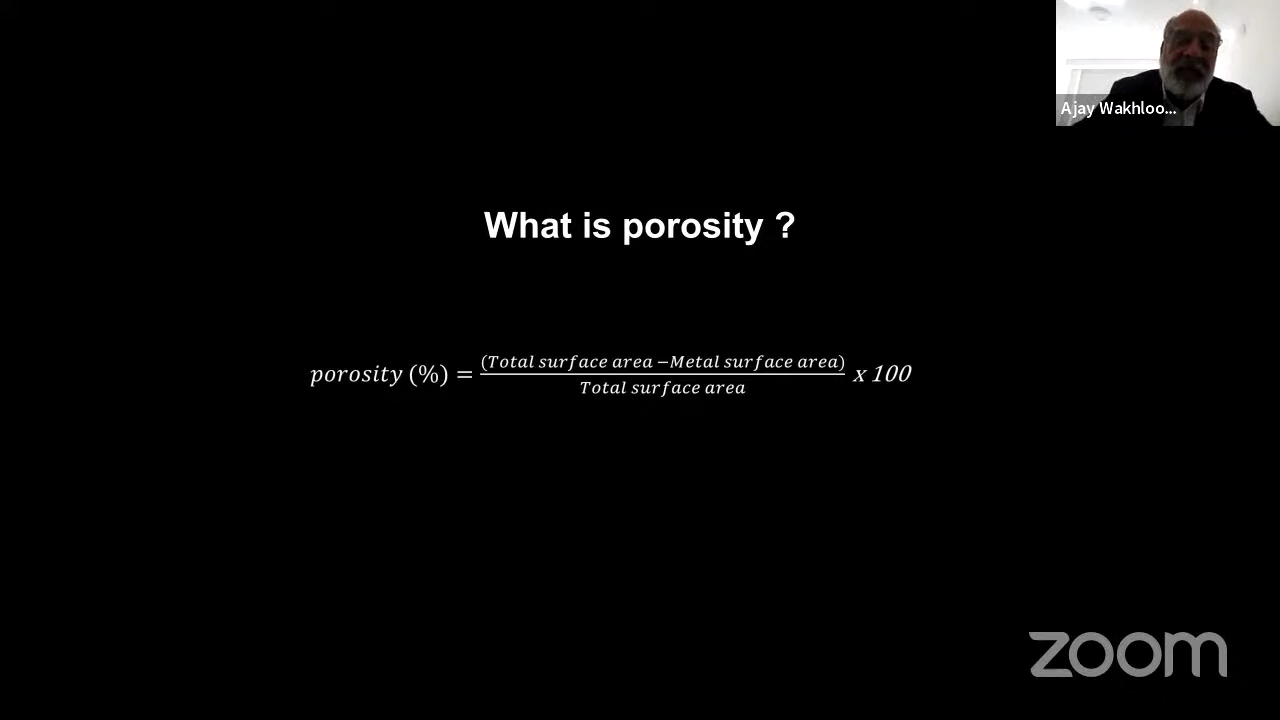 Ajay Wakhloo...
What is porosity ?
porosity (%) = (Total surface area −Metal surface area) / Total surface area x 100
zoom